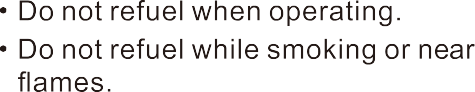 • Do not refuel when operating.
• Do not refuel while smoking or near
flames.